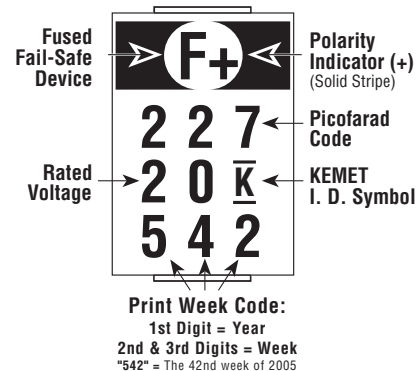 Fused
Fail-Safe
Device
F+
Polarity
Indicator (+)
(Solid Stripe)
2 2 7
Picofarad
Code
Rated
Voltage
2 0 K
KEMET
I. D. Symbol
5 4 2
Print Week Code:
1st Digit = Year
2nd & 3rd Digits = Week
"542" = The 42nd week of 2005